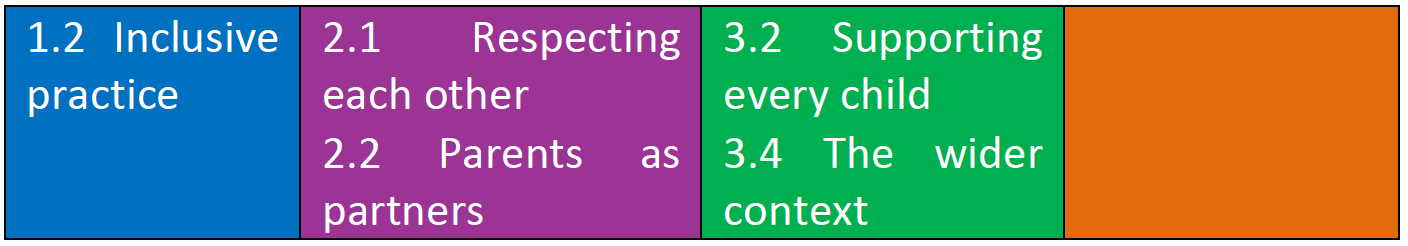 1.2 Inclusive
practice
2.1 Respecting
each other
2.2 Parents as
partners
3.2 Supporting
every child
3.4 The wider
context